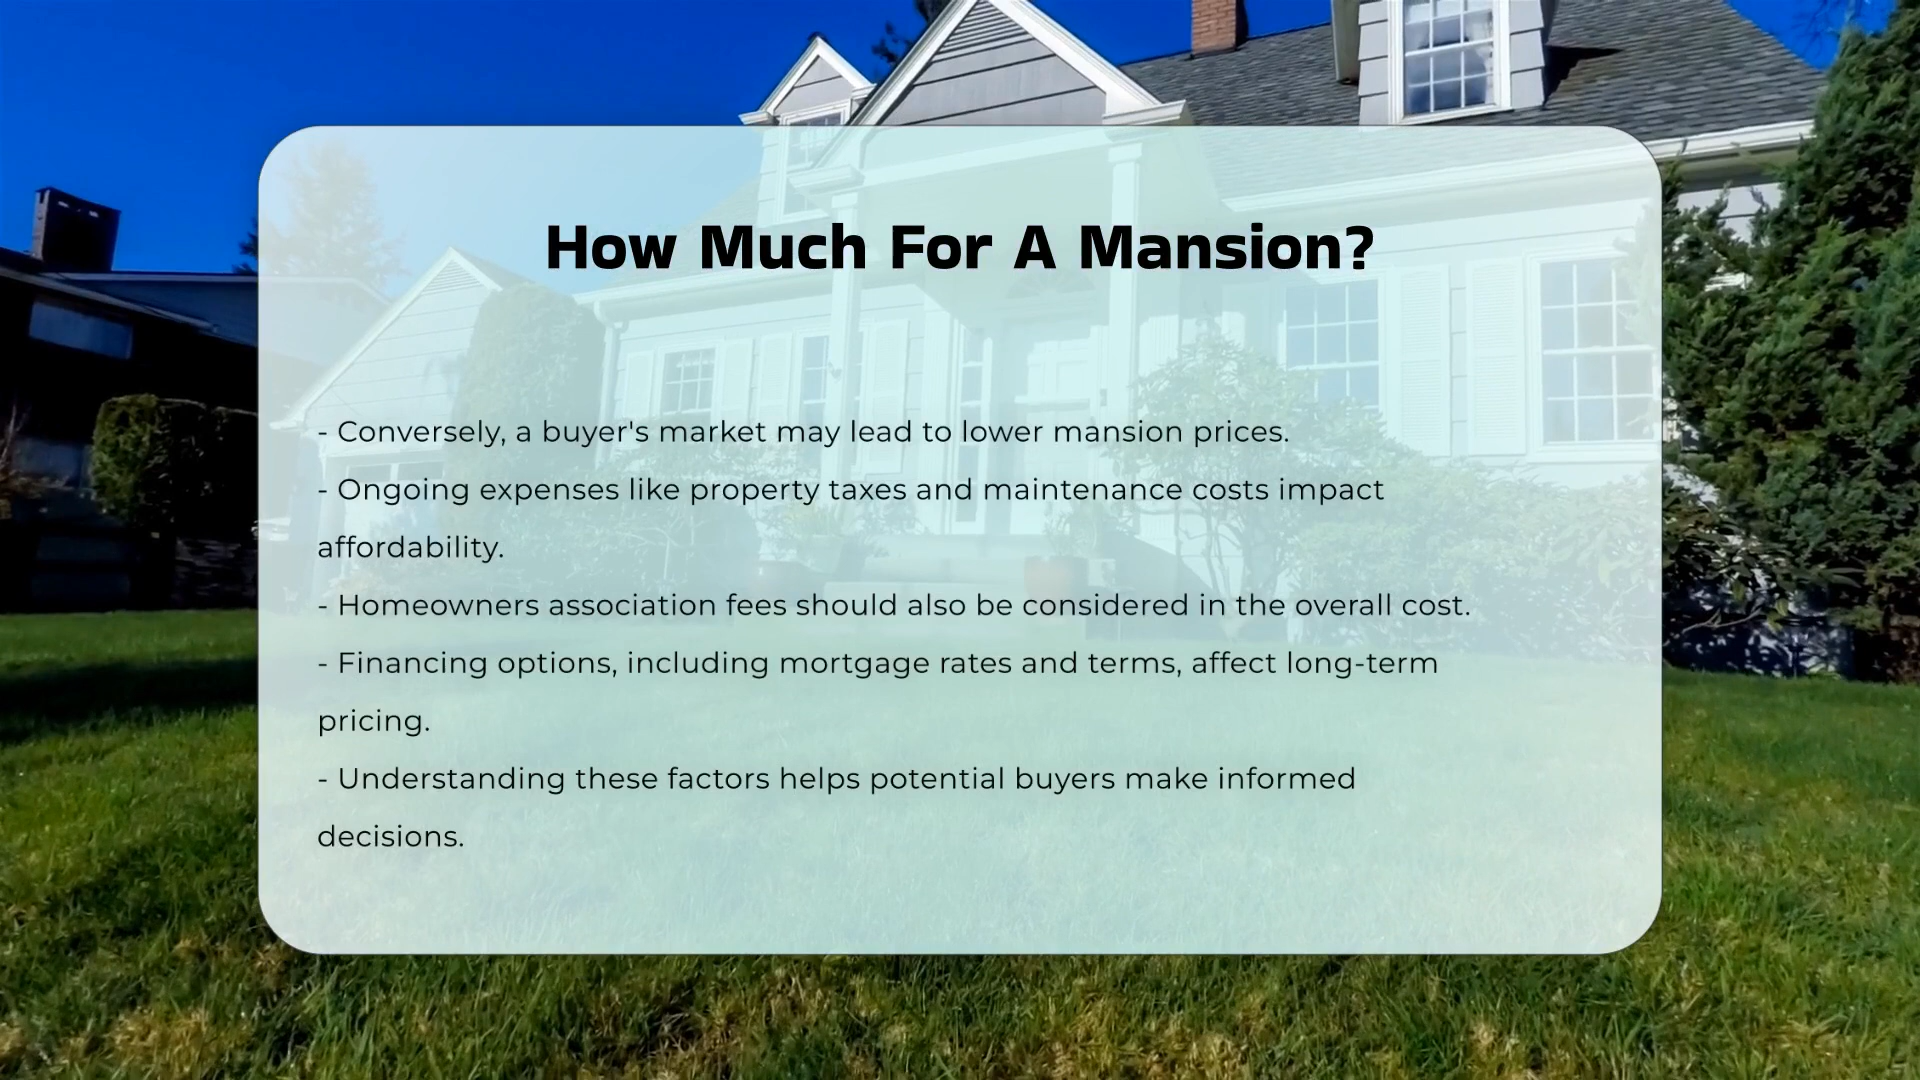 How Much For A Mansion?
- Conversely, a buyer's market may lead to lower mansion prices.
- Ongoing expenses like property taxes and maintenance costs impact
affordability.
- Homeowners association fees should also be considered in the overall cost.
- Financing options, including mortgage rates and terms, affect long-term
pricing.
- Understanding these factors helps potential buyers make informed
decisions.